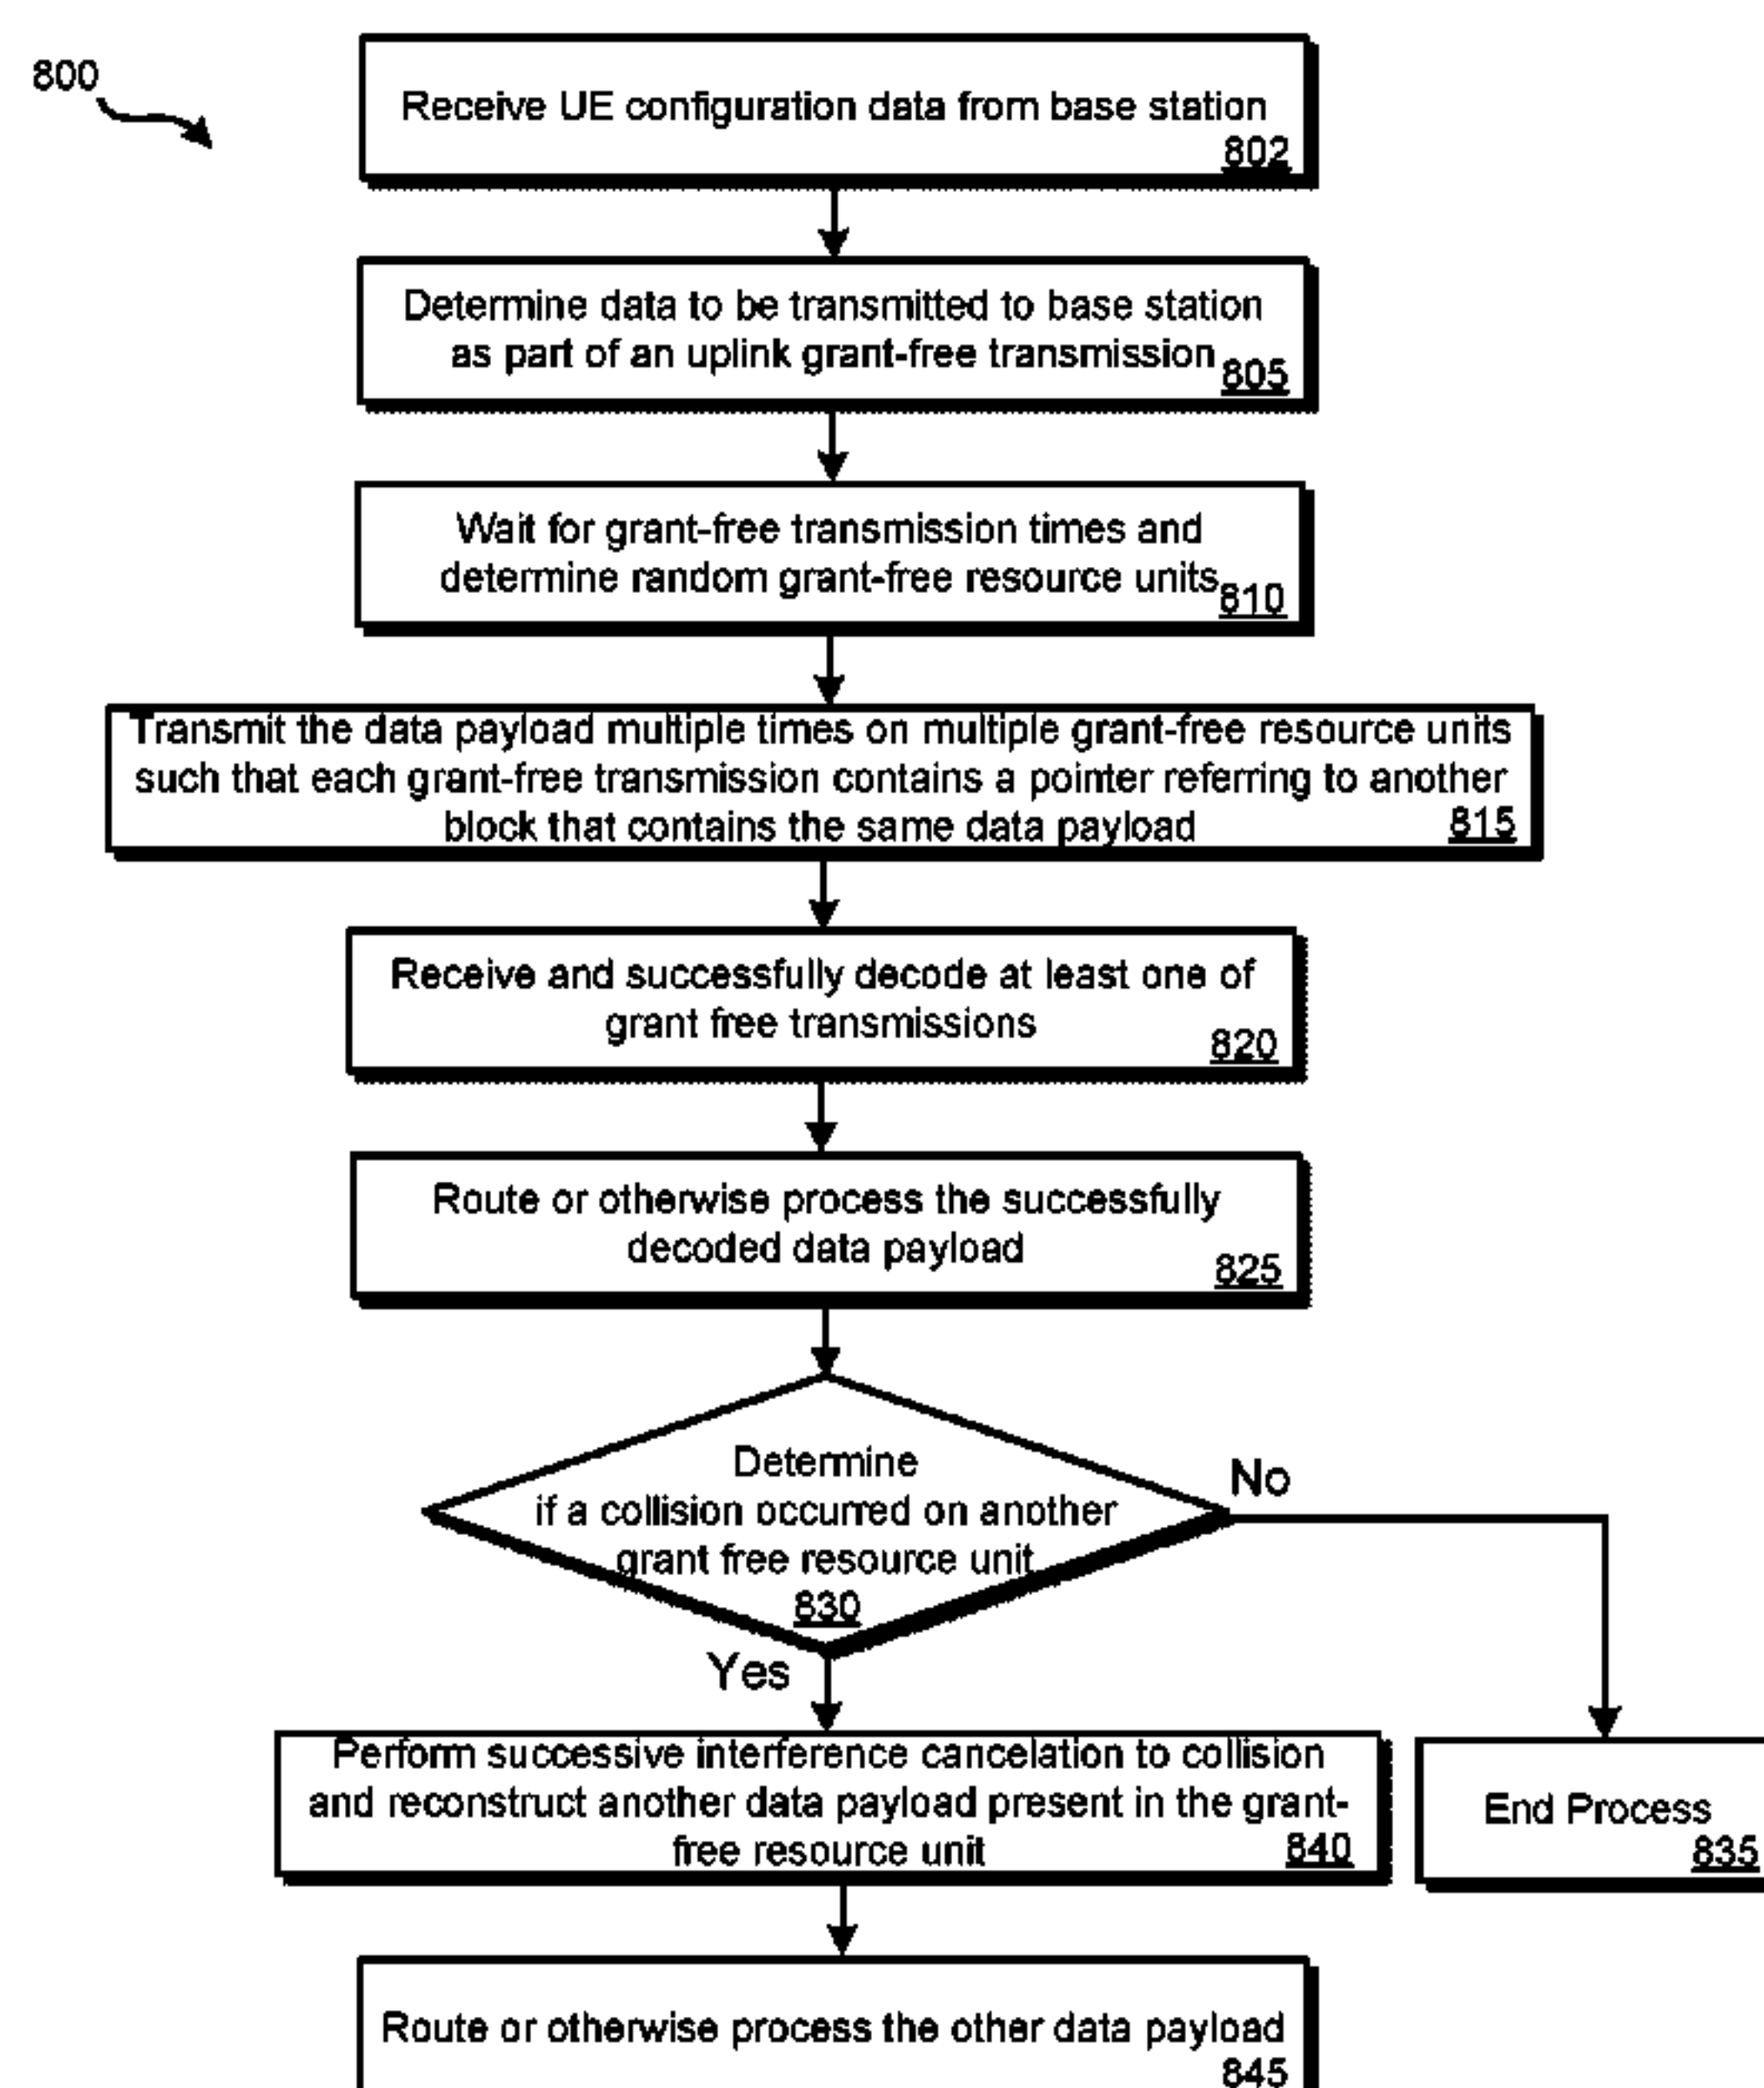 800
Receive UE configuration data from base station
802
Determine data to be transmitted to base station
as part of an uplink grant-free transmission
805
Wait for grant-free transmission times and
determine random grant-free resource units
810
Transmit the data payload multiple times on multiple grant-free resource units
such that each grant-free transmission contains a pointer referring to another
block that contains the same data payload
815
Receive and successfully decode at least one of
grant free transmissions
820
Route or otherwise process the successfully
decoded data payload
825
Determine
if a collision occurred on another
grant free resource unit
830
No
Yes
Perform successive interference cancelation to collision
and reconstruct another data payload present in the grant-
free resource unit
840
End Process
835
Route or otherwise process the other data payload
845